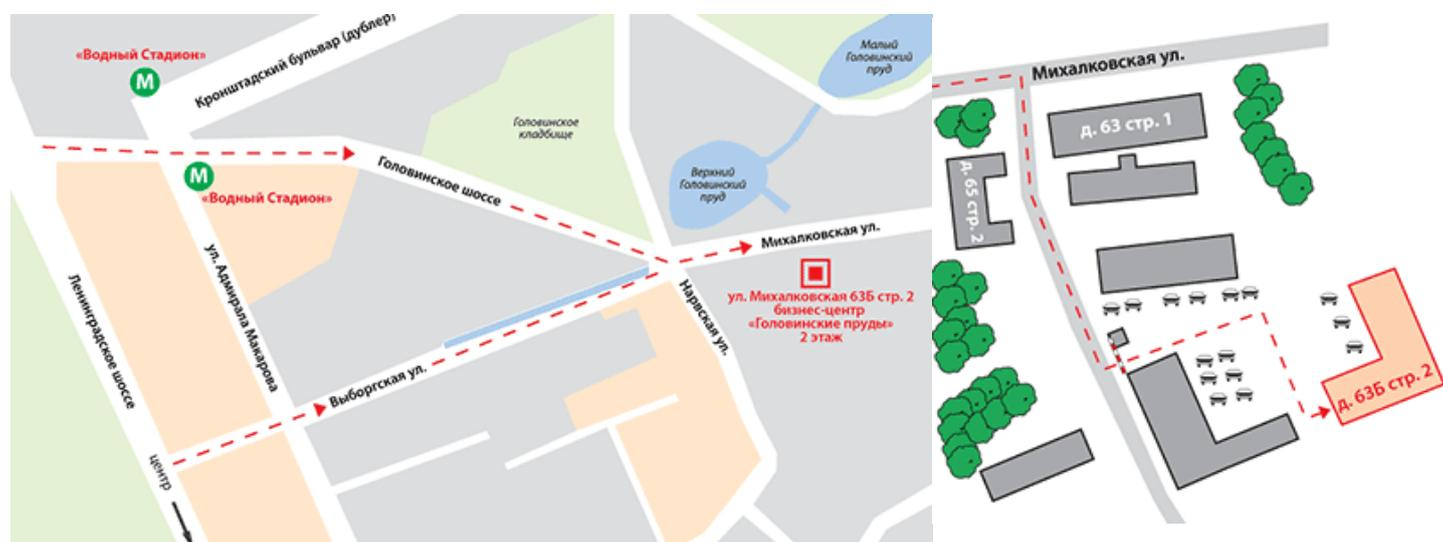 «Водный Стадион»
М
Кронштадский бульвар (дублер)
Малый
Головинский
пруд
Головинское
кладбище
М
«Водный Стадион»
Головинское шоссе
Верхний
Головинский
пруд
Михалковская ул.
ул. Михалковская 63Б стр. 2
бизнес-центр
«Головинские пруды»
2 этаж
Ленинградское шоссе
ул. Адмирала Макарова
Нарвская ул.
Выборгская ул.
центр
Михалковская ул.
д. 63 стр. 1
д. 65 стр. 2
д. 63Б стр. 2